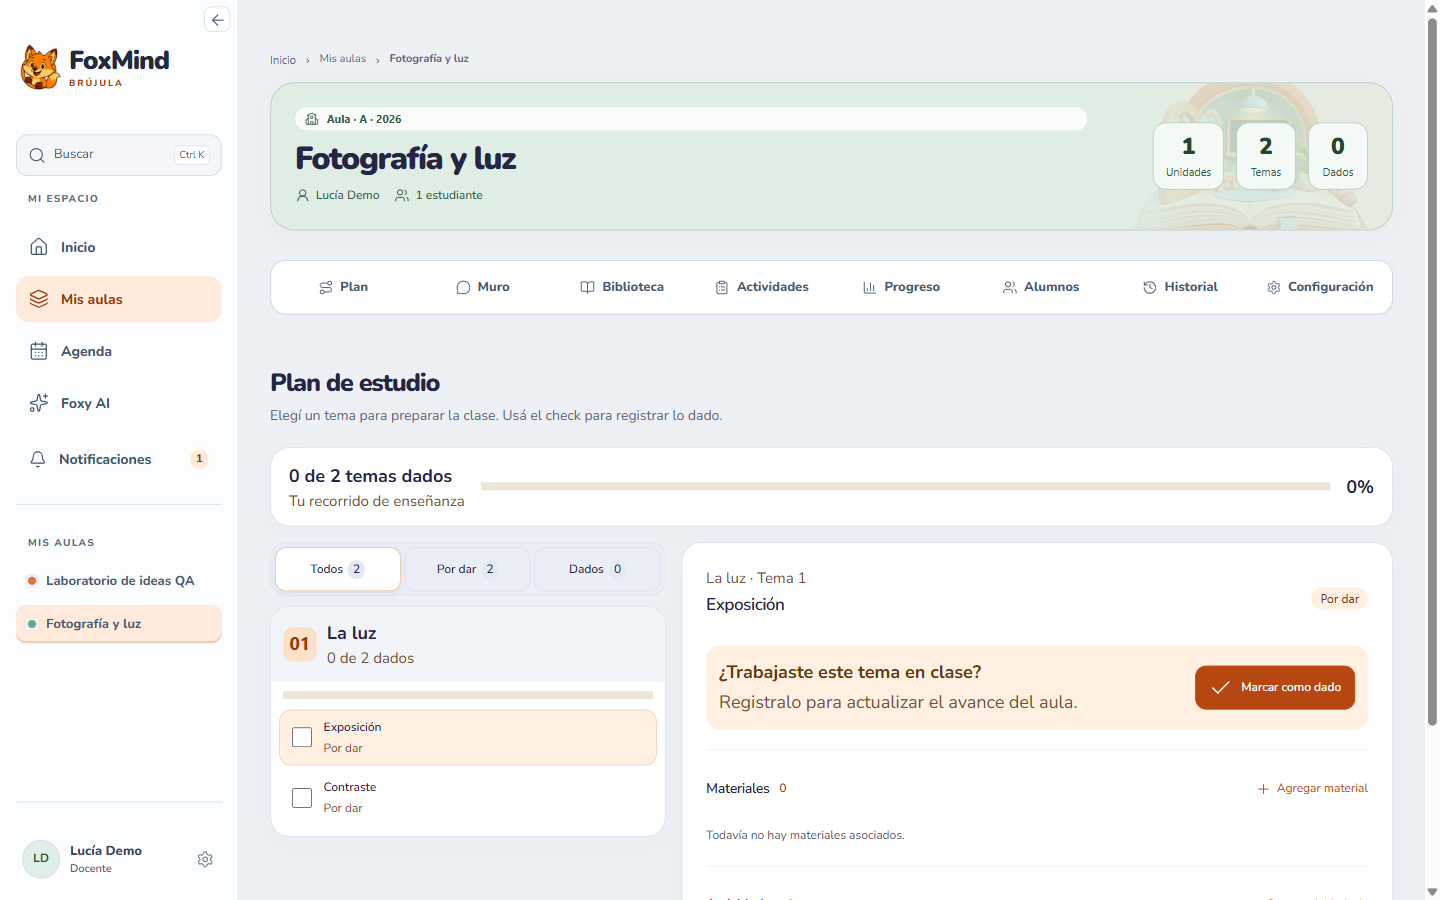 FoxMind
BRÚJULA
Buscar
Ctrl K
MI ESPACIO
Inicio
Mis aulas
Agenda
Foxy AI
Notificaciones 1
MIS AULAS
Laboratorio de ideas QA
Fotografía y luz
LD
Lucía Demo
Docente
Inicio › Mis aulas › Fotografía y luz
Aula · A · 2026
Fotografía y luz
Lucía Demo 1 estudiante
1
Unidades
2
Temas
0
Dados
Plan Muro Biblioteca Actividades Progreso Alumnos Historial Configuración
Plan de estudio
Elegí un tema para preparar la clase. Usá el check para registrar lo dado.
0 de 2 temas dados
Tu recorrido de enseñanza
0%
Todos 2 Por dar 2 Dados 0
01
La luz
0 de 2 dados
Exposición
Por dar
Contraste
Por dar
La luz · Tema 1
Exposición
Por dar
¿Trabajaste este tema en clase?
Registralo para actualizar el avance del aula.
Marcar como dado
Materiales 0
Agregar material
Todavía no hay materiales asociados.